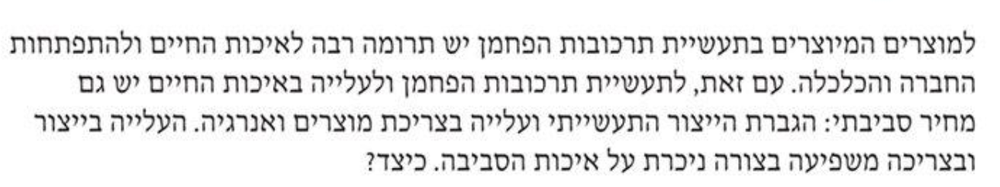 למוצרים המיוצרים בתעשיית תרכובות הפחמן יש תרומה רבה לאיכות החיים ולהתפתחות
החברה והכלכלה. עם זאת, לתעשיית תרכובות הפחמן ולעלייה באיכות החיים יש גם
מחיר סביבתי: הגברת הייצור התעשייתי ועלייה בצריכת מוצרים ואנרגיה. העלייה בייצור
ובצריכה משפיעה בצורה ניכרת על איכות הסביבה. כיצד?